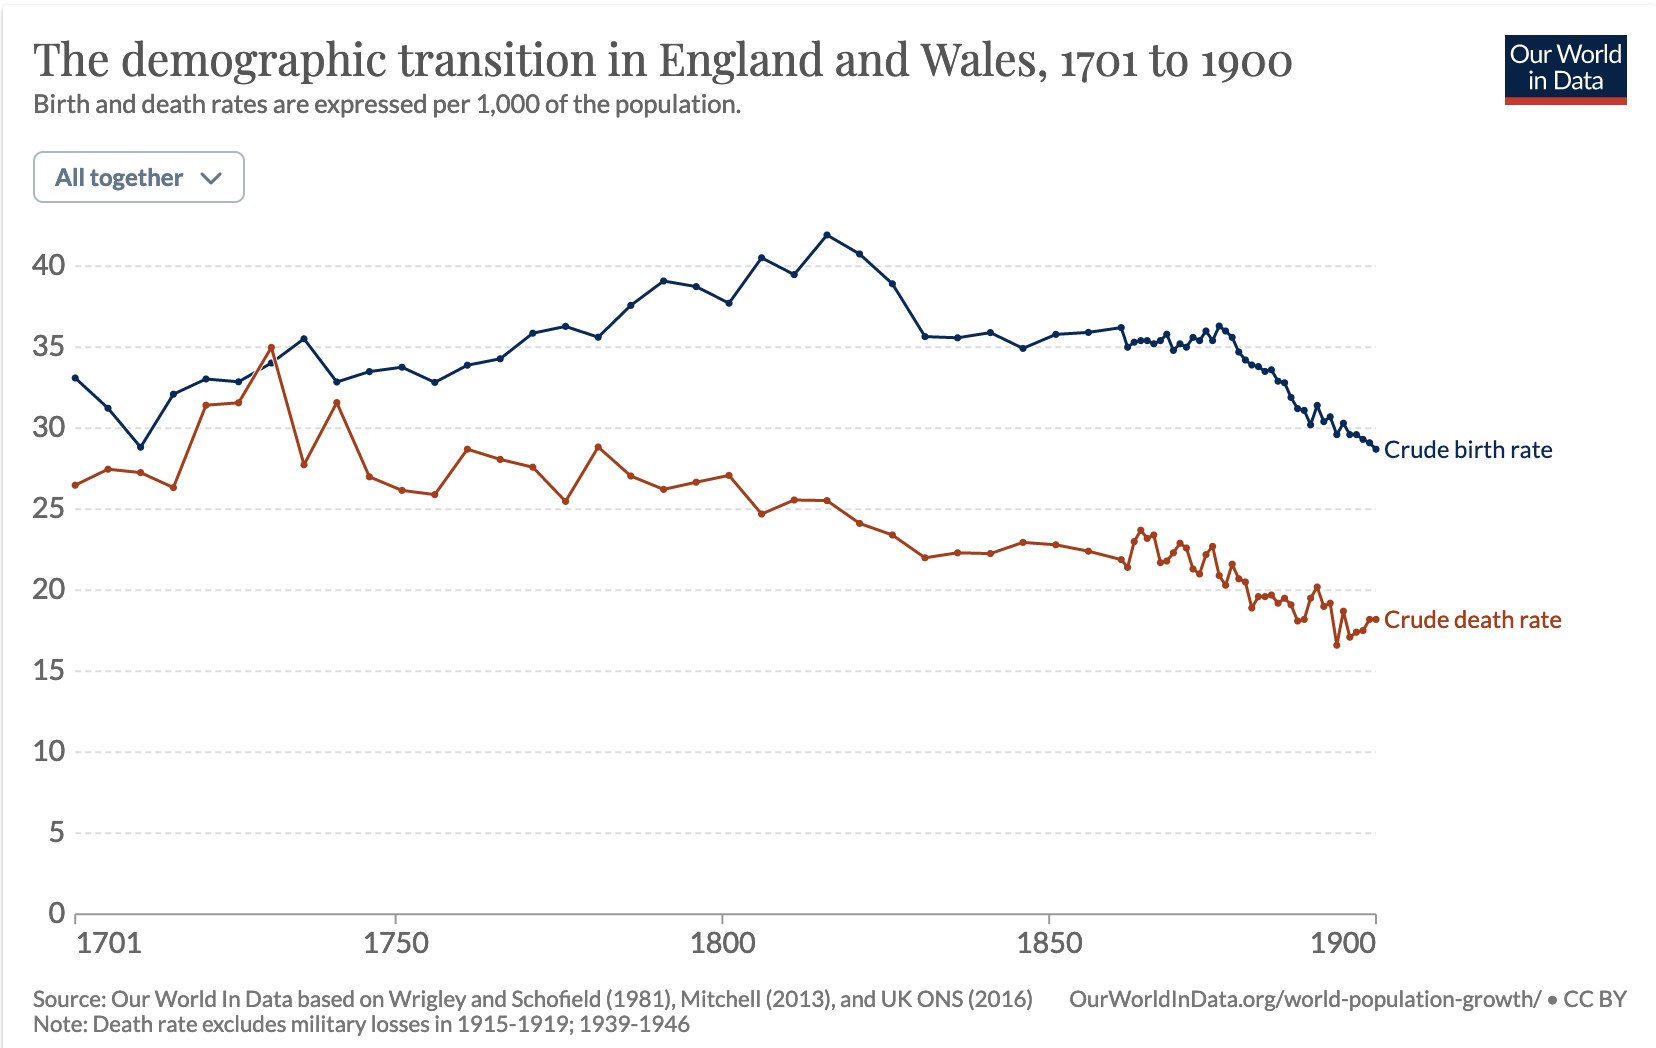 The demographic transition in England and Wales, 1701 to 1900
Our World
in Data
Birth and death rates are expressed per 1,000 of the population.
All together
40
35
30
25
20
15
10
5
0
Crude birth rate
Crude death rate
1701 1750 1800 1850 1900
Source: Our World In Data based on Wrigley and Schofield (1981), Mitchell (2013), and UK ONS (2016)
OurWorldInData.org/world-population-growth/ • CC BY
Note: Death rate excludes military losses in 1915-1919; 1939-1946